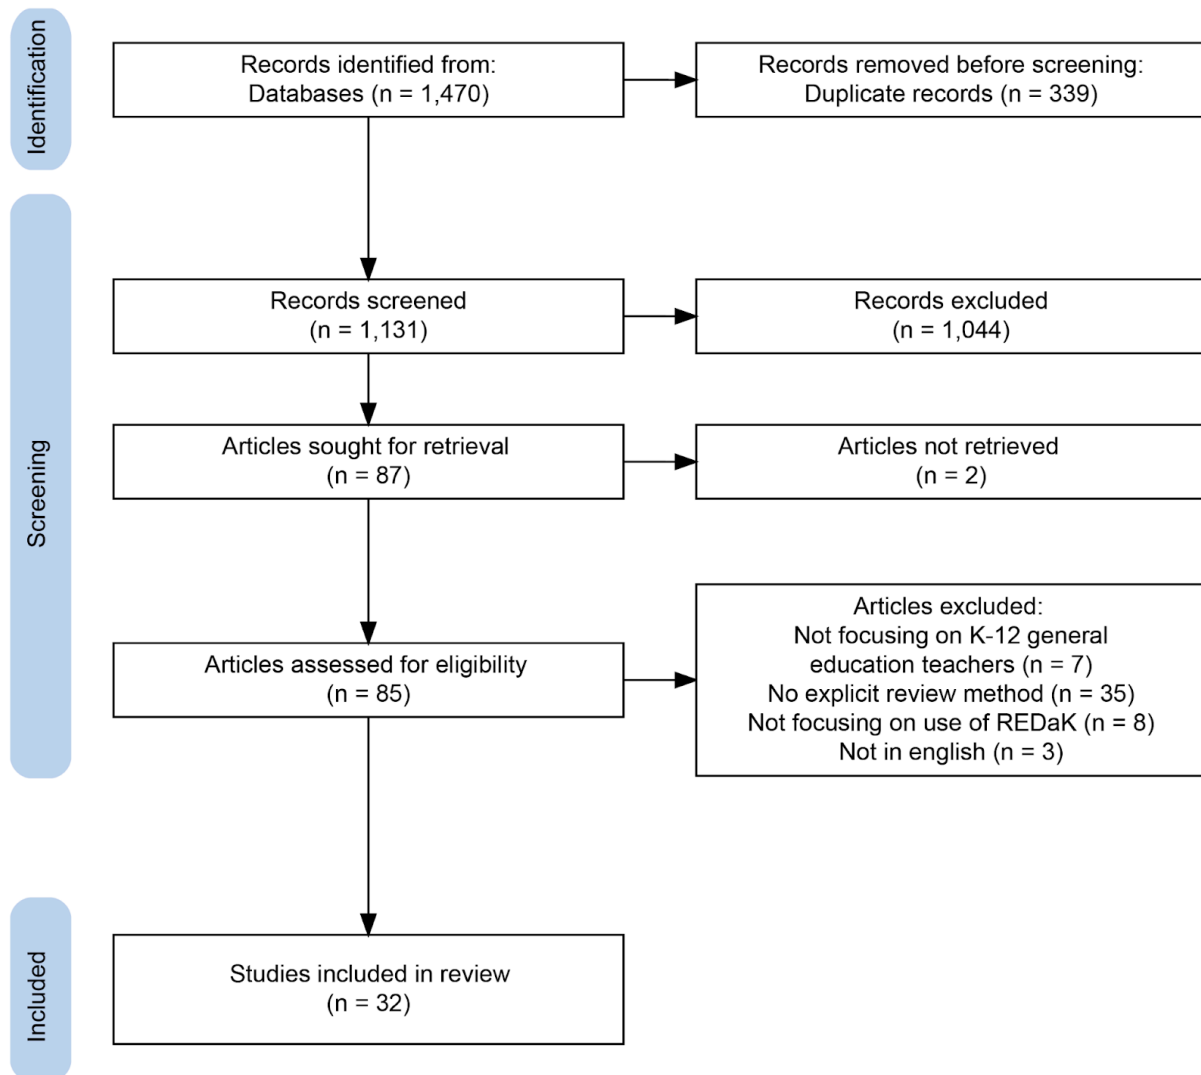 Identification
Records identified from:
Databases (n = 1,470)
Records removed before screening:
Duplicate records (n = 339)
Screening
Records screened
(n = 1,131)
Records excluded
(n = 1,044)
Articles sought for retrieval
(n = 87)
Articles not retrieved
(n = 2)
Articles assessed for eligibility
(n = 85)
Articles excluded:
Not focusing on K-12 general
education teachers (n = 7)
No explicit review method (n = 35)
Not focusing on use of REDaK (n = 8)
Not in english (n = 3)
Included
Studies included in review
(n = 32)